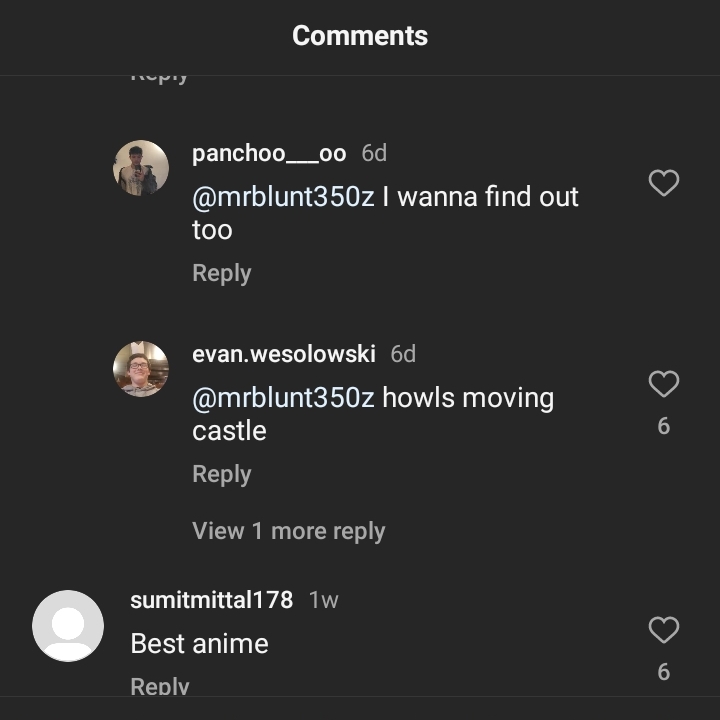 Comments
Reply
panchoo___oo 6d
@mrblunt350z I wanna find out
too
Reply
evan.wesolowski 6d
@mrblunt350z howls moving
castle
6
Reply
View 1 more reply
sumitmittal178 1w
Best anime
6
Reply